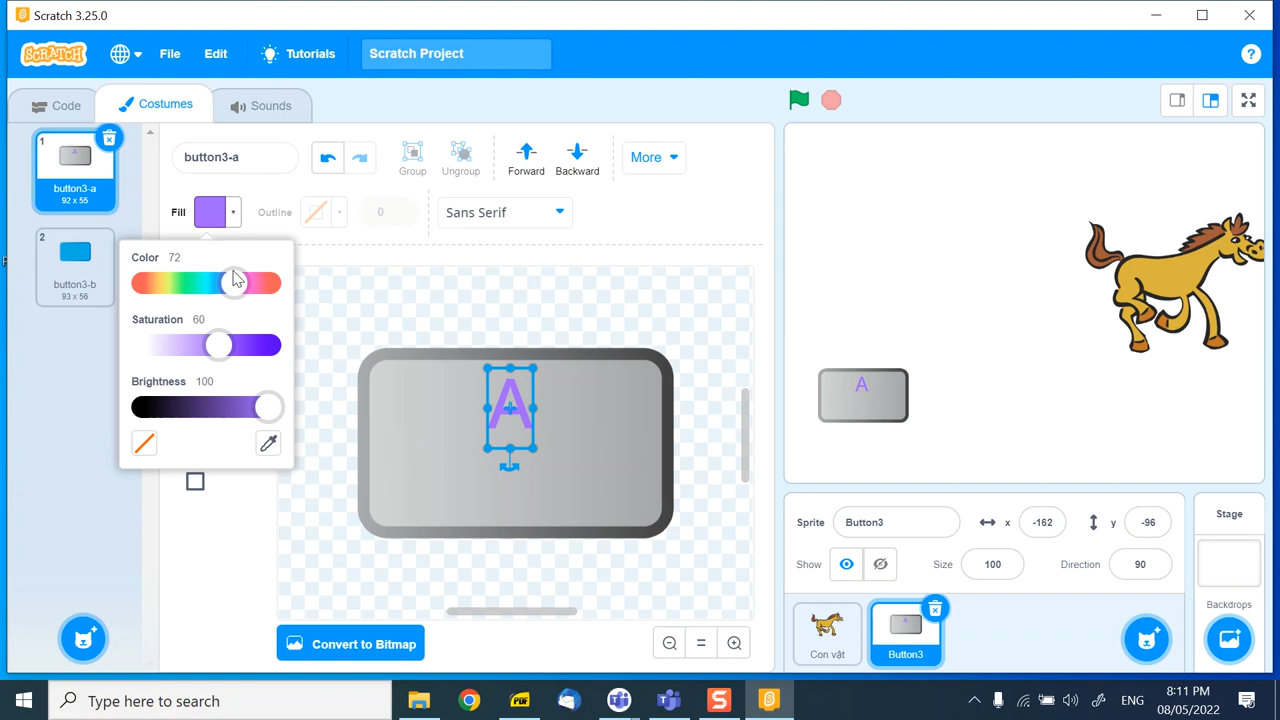 Scratch 3.25.0
SCRATCH
File
Edit
Tutorials
Scratch Project
?
Code
Costumes
Sounds
1
button3-a
92 x 55
2
button3-b
93 x 56
button3-a
Group
Ungroup
Forward
Backward
More
Fill
Outline
0
Sans Serif
Color 72
Saturation 60
Brightness 100
A
Convert to Bitmap
A
Sprite
Button3
x
-162
y
-96
Show
Size
100
Direction
90
Con vật
Button3
Stage
Backdrops
Type here to search
PDF
ENG
8:11 PM
08/05/2022